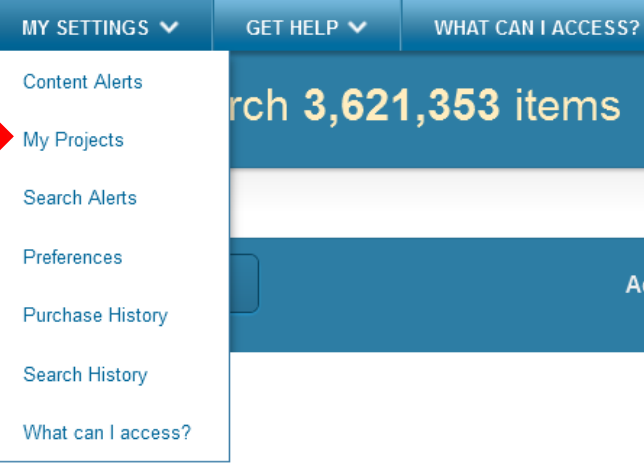 MY SETTINGS GET HELP WHAT CAN I ACCESS?
Content Alerts
rch 3,621,353 items
My Projects
Search Alerts
Preferences
Purchase History
Search History
What can I access?